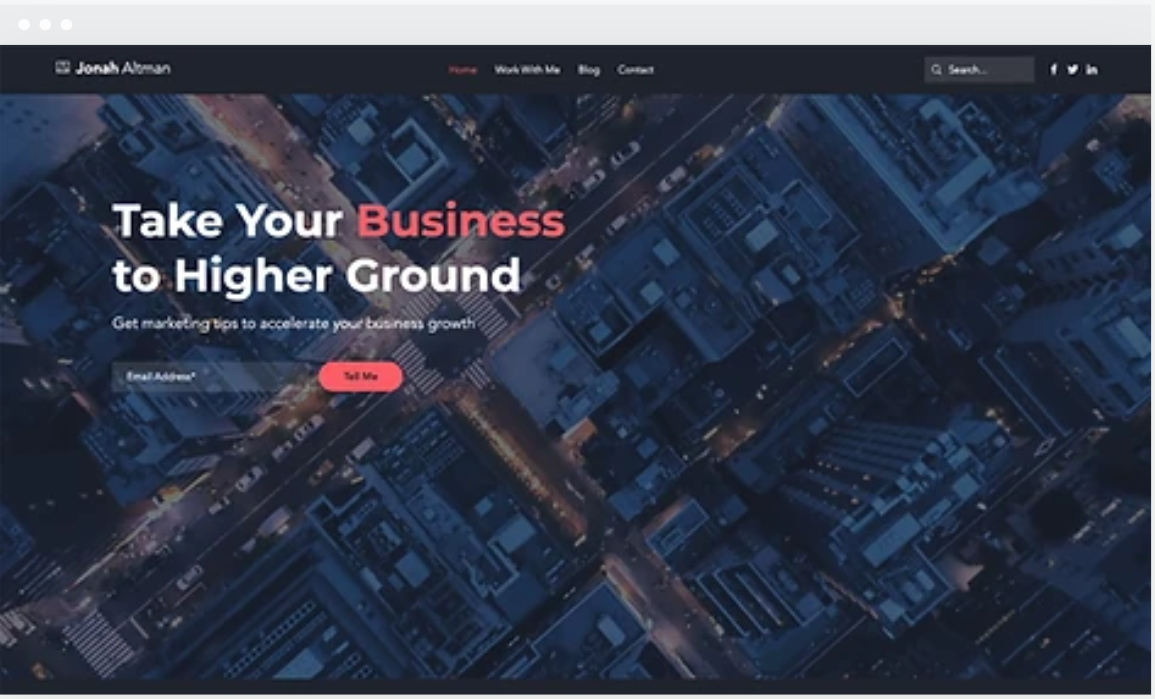 Jonah Altman
Home Work With Me Blog Contact
Search...
Take Your Business
to Higher Ground
Get marketing tips to accelerate your business growth
Email Address*
Tell Me